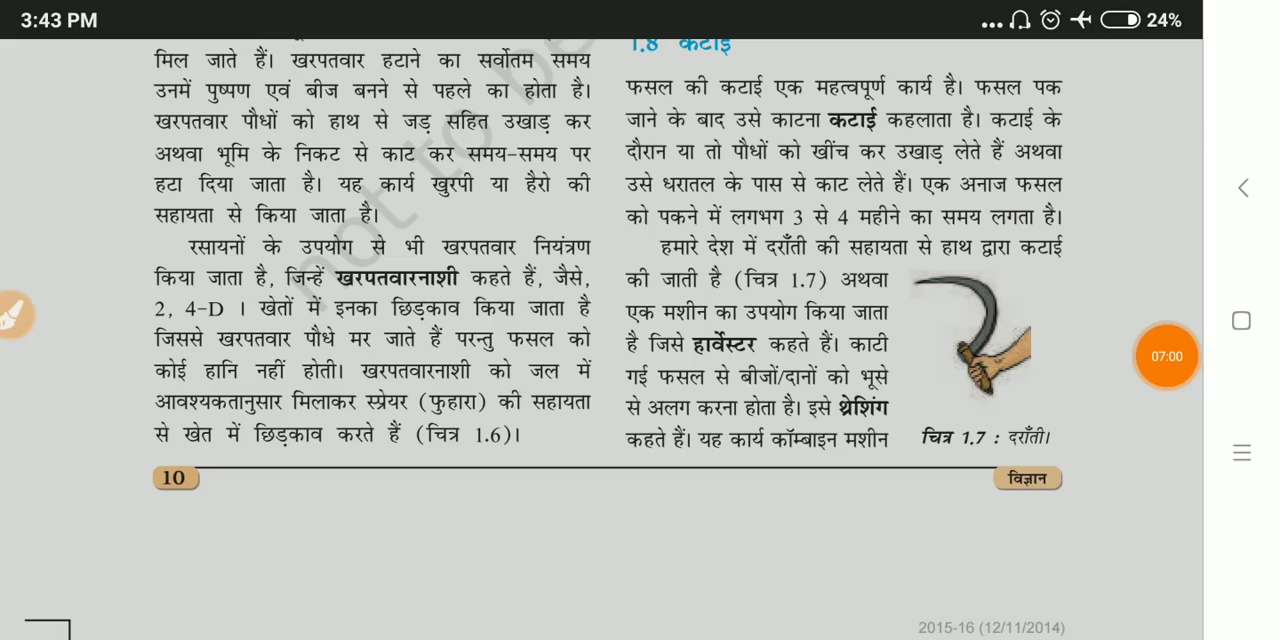 3:43 PM
24%
मिल जाते हैं। खरपतवार हटाने का सर्वोतम समय
उनमें पुष्पण एवं बीज बनने से पहले का होता है।
खरपतवार पौधों को हाथ से जड़ सहित उखाड़ कर
अथवा भूमि के निकट से काट कर समय-समय पर
हटा दिया जाता है। यह कार्य खुरपी या हैरो की
सहायता से किया जाता है।
रसायनों के उपयोग से भी खरपतवार नियंत्रण
किया जाता है, जिन्हें खरपतवारनाशी कहते हैं, जैसे,
2, 4-D । खेतों में इनका छिड़काव किया जाता है
जिससे खरपतवार पौधे मर जाते हैं परन्तु फसल को
कोई हानि नहीं होती। खरपतवारनाशी को जल में
आवश्यकतानुसार मिलाकर स्प्रेयर (फुहारा) की सहायता
से खेत में छिड़काव करते हैं (चित्र 1.6)।
1.8 कटाई
फसल की कटाई एक महत्वपूर्ण कार्य है। फसल पक
जाने के बाद उसे काटना कटाई कहलाता है। कटाई के
दौरान या तो पौधों को खींच कर उखाड़ लेते हैं अथवा
उसे धरातल के पास से काट लेते हैं। एक अनाज फसल
को पकने में लगभग 3 से 4 महीने का समय लगता है।
हमारे देश में दराँती की सहायता से हाथ द्वारा कटाई
की जाती है (चित्र 1.7) अथवा
एक मशीन का उपयोग किया जाता
है जिसे हार्वेस्टर कहते हैं। काटी
गई फसल से बीजों/दानों को भूसे
से अलग करना होता है। इसे थ्रेशिंग
कहते हैं। यह कार्य कॉम्बाइन मशीन
चित्र 1.7 : दराँती।
07:00
10
विज्ञान
not to be
2015-16 (12/11/2014)